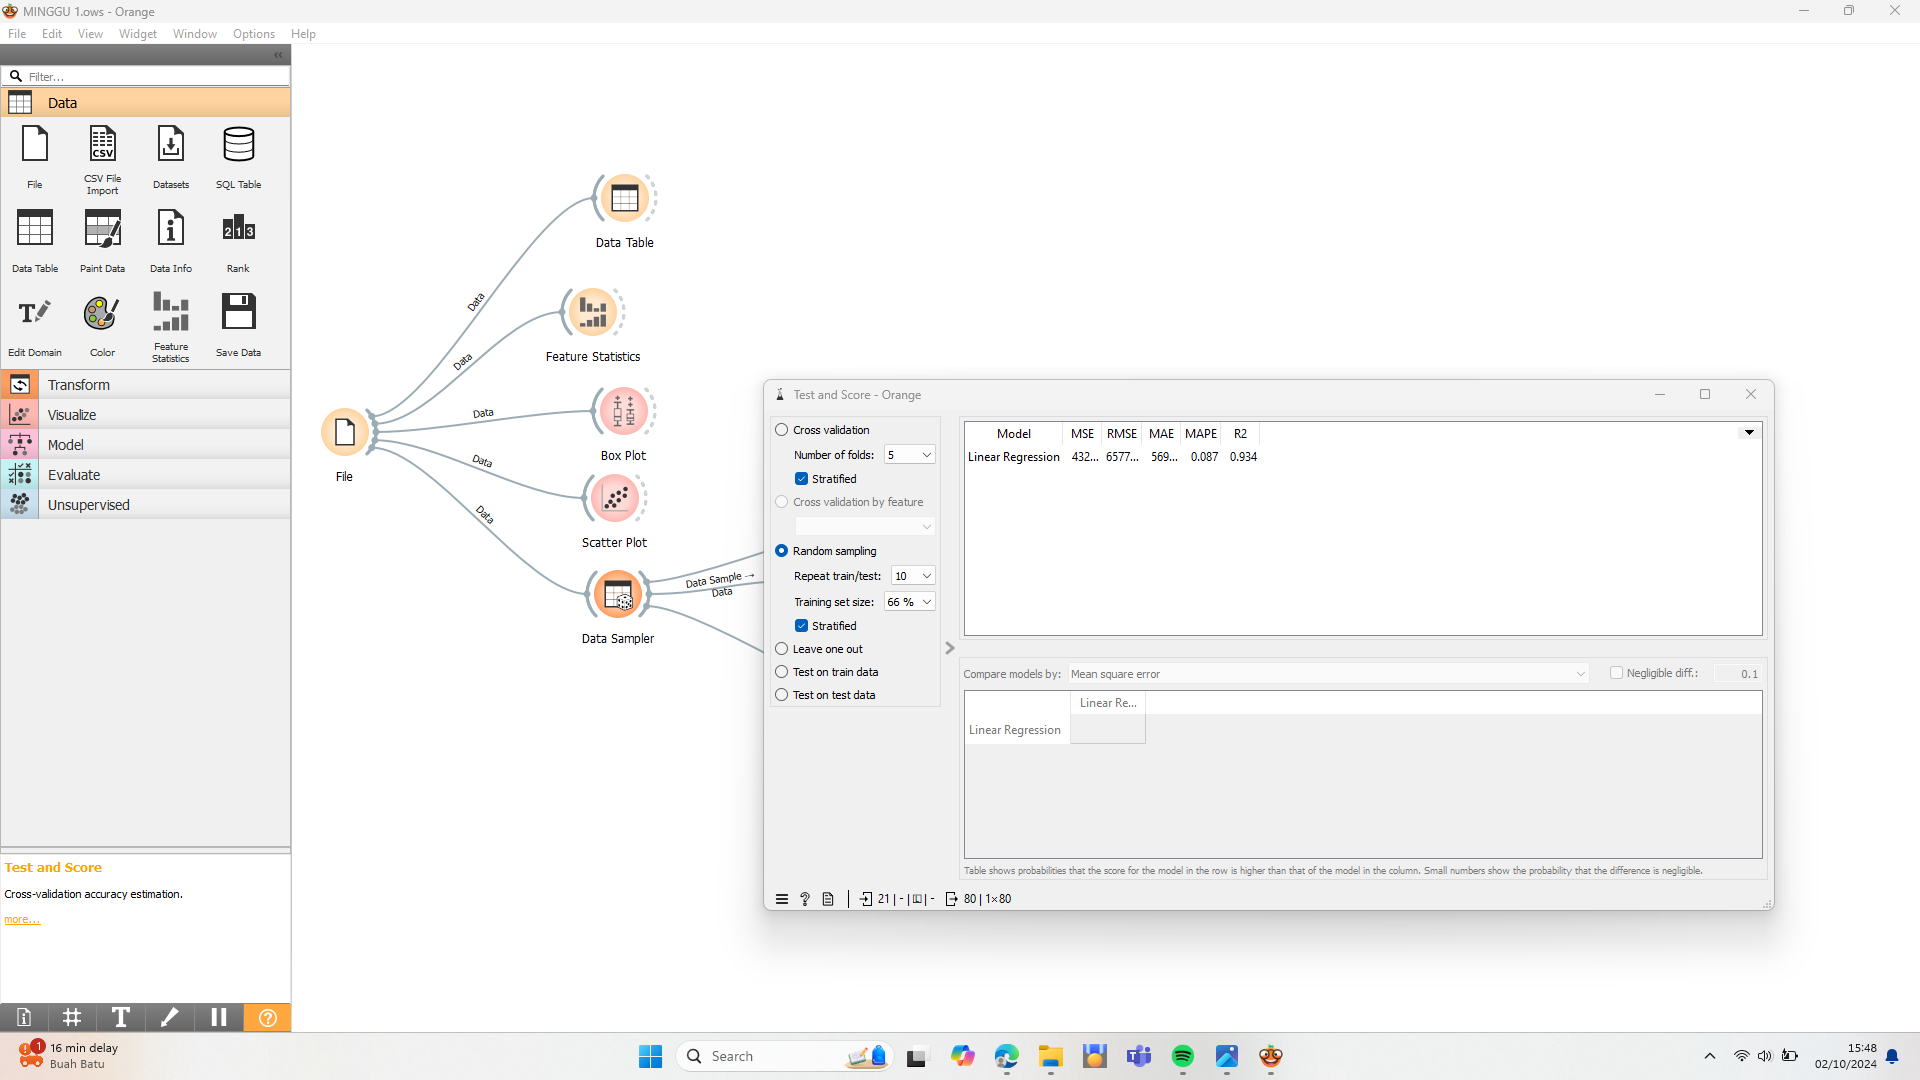 MINGGU 1.ows - Orange
File Edit View Widget Window Options Help
Filter...
Data
File
CSV File Import
Datasets
SQL Table
Data Table
Paint Data
Data Info
Rank
Edit Domain
Color
Feature Statistics
Save Data
Transform
Visualize
Model
Evaluate
Unsupervised
Test and Score
Cross-validation accuracy estimation.
more...
File
Data
Data
Data
Data
Data
Data Table
Feature Statistics
Box Plot
Scatter Plot
Data Sampler
Data Sample →
Data
Test and Score - Orange
Cross validation
Number of folds: 5
Stratified
Cross validation by feature
Random sampling
Repeat train/test: 10
Training set size: 66 %
Stratified
Leave one out
Test on train data
Test on test data
Model MSE RMSE MAE MAPE R2
Linear Regression 432... 6577... 569... 0.087 0.934
Compare models by: Mean square error
Negligible diff.: 0.1
Linear Re...
Linear Regression
Table shows probabilities that the score for the model in the row is higher than that of the model in the column. Small numbers show the probability that the difference is negligible.
21 | - | | - 80 | 1×80
1
16 min delay
Buah Batu
Search
15:48
02/10/2024